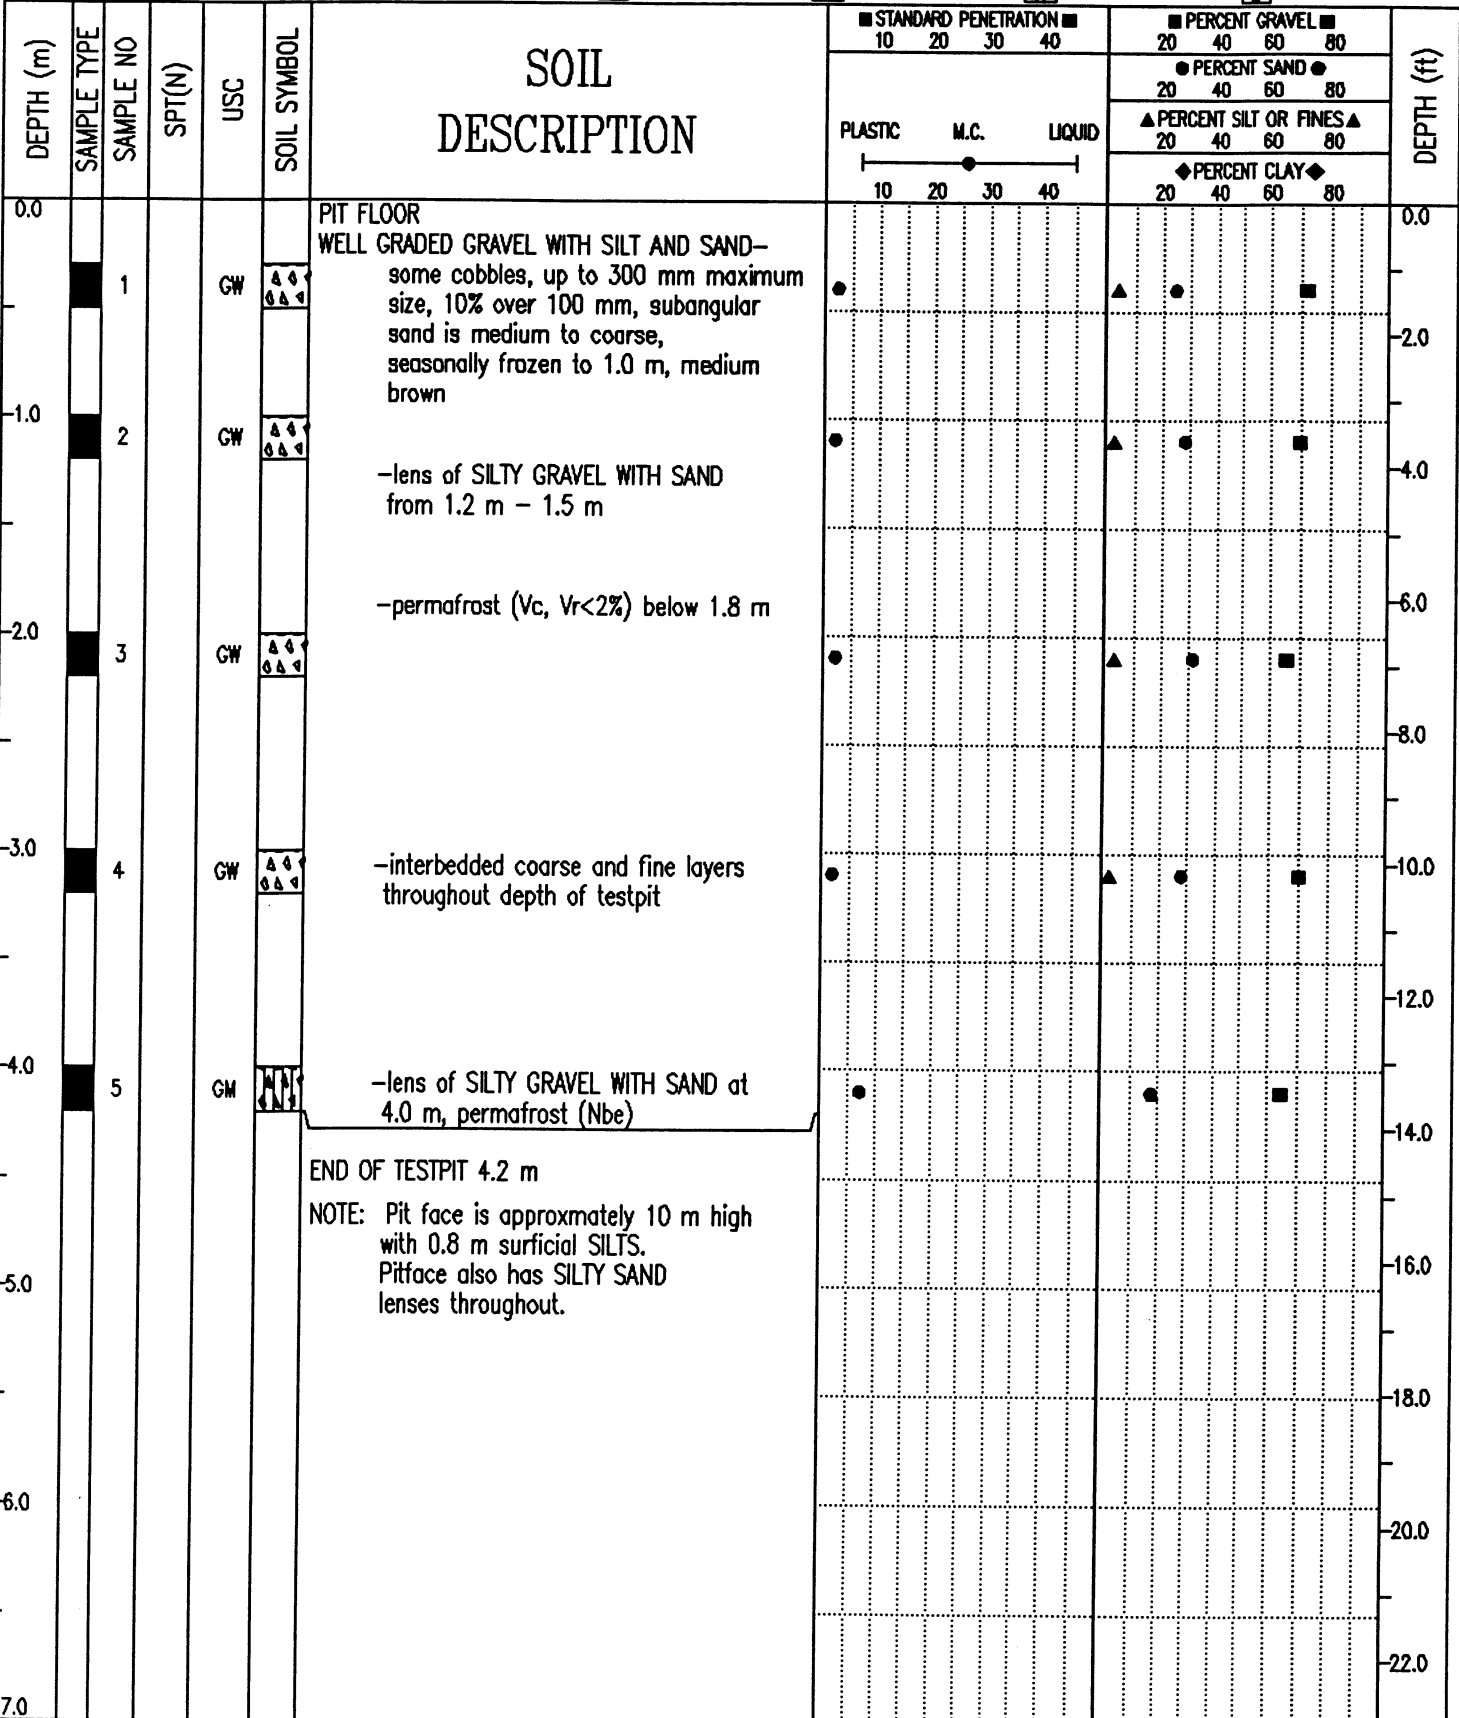 DEPTH (m)
SAMPLE TYPE
SAMPLE NO
SPT(N)
USC
SOIL SYMBOL
SOIL
DESCRIPTION
■ STANDARD PENETRATION ■
10 20 30 40
PLASTIC M.C. LIQUID
10 20 30 40
■ PERCENT GRAVEL ■
20 40 60 80
● PERCENT SAND ●
20 40 60 80
▲ PERCENT SILT OR FINES ▲
20 40 60 80
◆ PERCENT CLAY ◆
20 40 60 80
DEPTH (ft)
0.0
PIT FLOOR
0.0
WELL GRADED GRAVEL WITH SILT AND SAND–
1 GW some cobbles, up to 300 mm maximum
size, 10% over 100 mm, subangular
sand is medium to coarse,
–2.0
seasonally frozen to 1.0 m, medium
brown
–1.0
2 GW
–lens of SILTY GRAVEL WITH SAND
–4.0
from 1.2 m – 1.5 m
–permafrost (Vc, Vr<2%) below 1.8 m
–6.0
–2.0
3 GW
–8.0
–3.0
4 GW –interbedded coarse and fine layers
–10.0
throughout depth of testpit
–12.0
–4.0
5 GM –lens of SILTY GRAVEL WITH SAND at
4.0 m, permafrost (Nbe)
–14.0
END OF TESTPIT 4.2 m
NOTE: Pit face is approxmately 10 m high
with 0.8 m surficial SILTS.
Pitface also has SILTY SAND
–16.0
–5.0
lenses throughout.
–18.0
–6.0
–20.0
–22.0
7.0